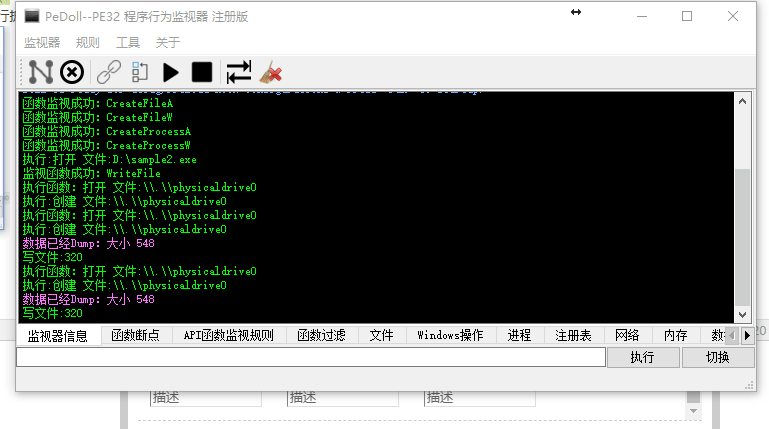 PeDoll--PE32 程序行为监视器 注册版
监视器 规则 工具 关于
函数监视成功: CreateFileA
函数监视成功: CreateFileW
函数监视成功: CreateProcessA
函数监视成功: CreateProcessW
执行:打开 文件:D:\sample2.exe
监视函数成功: WriteFile
执行函数: 打开 文件:\\.\\physicaldrive0
执行:创建 文件:\\.\\physicaldrive0
执行函数: 打开 文件:\\.\\physicaldrive0
执行:创建 文件:\\.\\physicaldrive0
数据已经Dump: 大小 548
写文件:320
执行函数: 打开 文件:\\.\\physicaldrive0
执行:创建 文件:\\.\\physicaldrive0
数据已经Dump: 大小 548
写文件:320
监视器信息 函数断点 API函数监视规则 函数过滤 文件 Windows操作 进程 注册表 网络 内存 数 20
执行 切换
描述 描述 描述